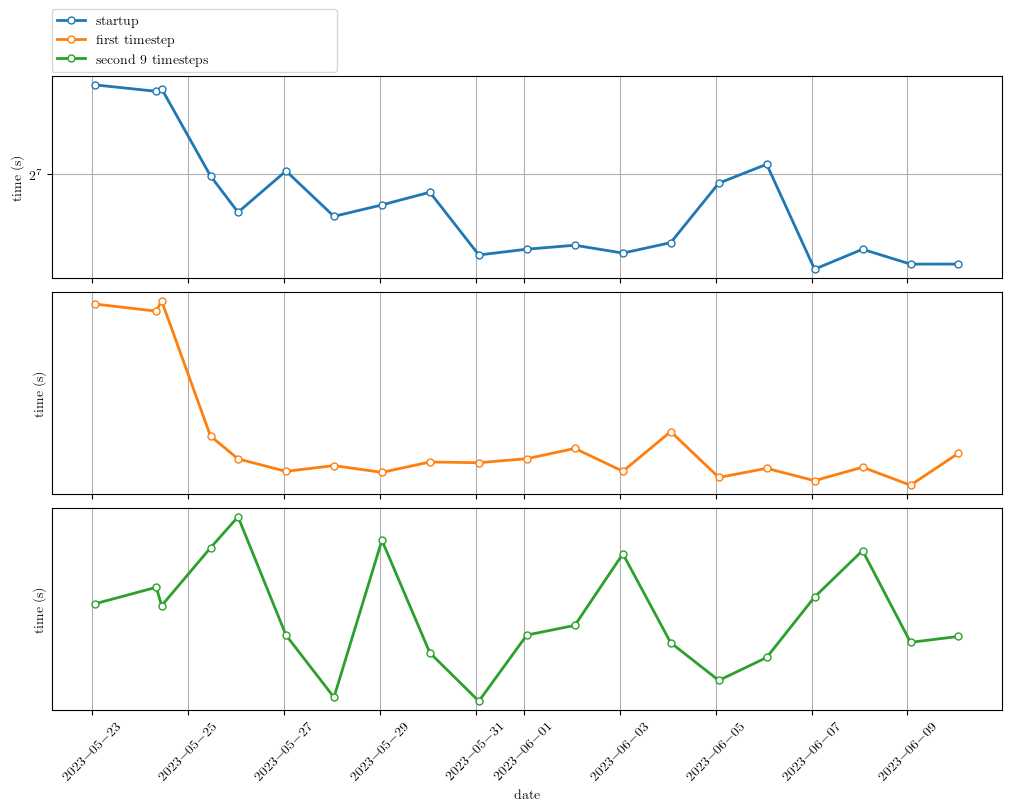 startup
first timestep
second 9 timesteps
time (s)
2^7
time (s)
time (s)
2023−05−23
2023−05−25
2023−05−27
2023−05−29
2023−05−31
2023−06−01
2023−06−03
2023−06−05
2023−06−07
2023−06−09
date